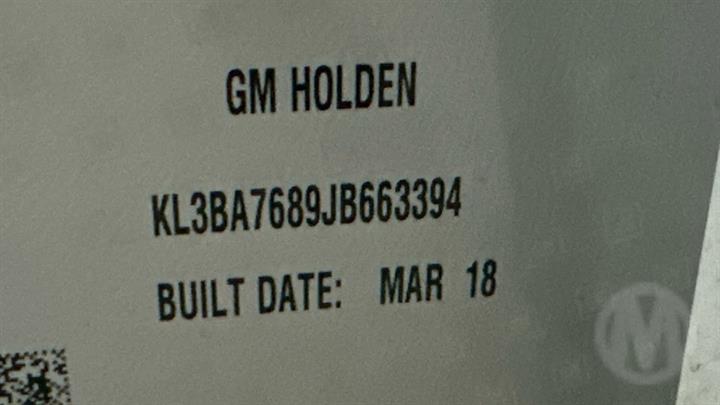 GM HOLDEN
KL3BA7689JB663394
BUILT DATE: MAR 18
M